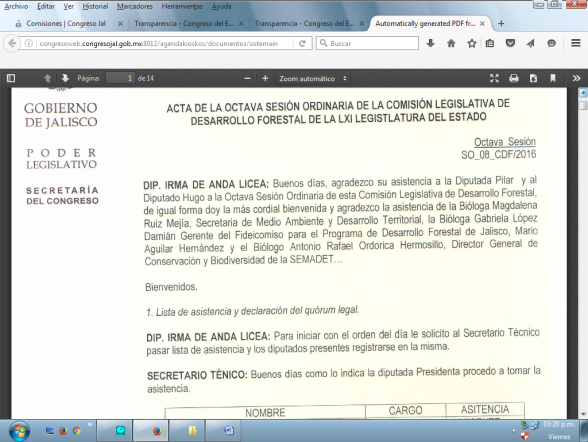 Archivo Editar Ver Historial Marcadores Herramientas Ayuda
Comisiones | Congreso Jal × Transparencia - Congreso del E... × Transparencia - Congreso del E... × Automatically generated PDF fr... × +
congresoweb.congresojal.gob.mx:8012/agendakioskos/documentos/sistemain Buscar
Página: 1 de 14 − + Zoom automático
GOBIERNO
DE JALISCO
PODER
LEGISLATIVO
SECRETARÍA
DEL CONGRESO
ACTA DE LA OCTAVA SESIÓN ORDINARIA DE LA COMISIÓN LEGISLATIVA DE
DESARROLLO FORESTAL DE LA LXI LEGISTLATURA DEL ESTADO
Octava Sesión
SO_08_CDF/2016
DIP. IRMA DE ANDA LICEA: Buenos días, agradezco su asistencia a la Diputada Pilar y al
Diputado Hugo a la Octava Sesión Ordinaria de esta Comisión Legislativa de Desarrollo Forestal,
de igual forma doy la más cordial bienvenida y agradezco la asistencia de la Bióloga Magdalena
Ruiz Mejía, Secretaria de Medio Ambiente y Desarrollo Territorial, la Bióloga Gabriela López
Damián Gerente del Fideicomiso para el Programa de Desarrollo Forestal de Jalisco, Mario
Aguilar Hernández y el Biólogo Antonio Rafael Ordorica Hermosillo, Director General de
Conservación y Biodiversidad de la SEMADET…
Bienvenidos.
1. Lista de asistencia y declaración del quórum legal.
DIP. IRMA DE ANDA LICEA: Para iniciar con el orden del día le solicito al Secretario Técnico
pasar lista de asistencia y los diputados presentes registrarse en la misma.
SECRETARIO TÉNICO: Buenos días como lo indica la diputada Presidenta procedo a tomar la
asistencia.
NOMBRE CARGO ASITENCIA
03:20 p.m.
Viernes